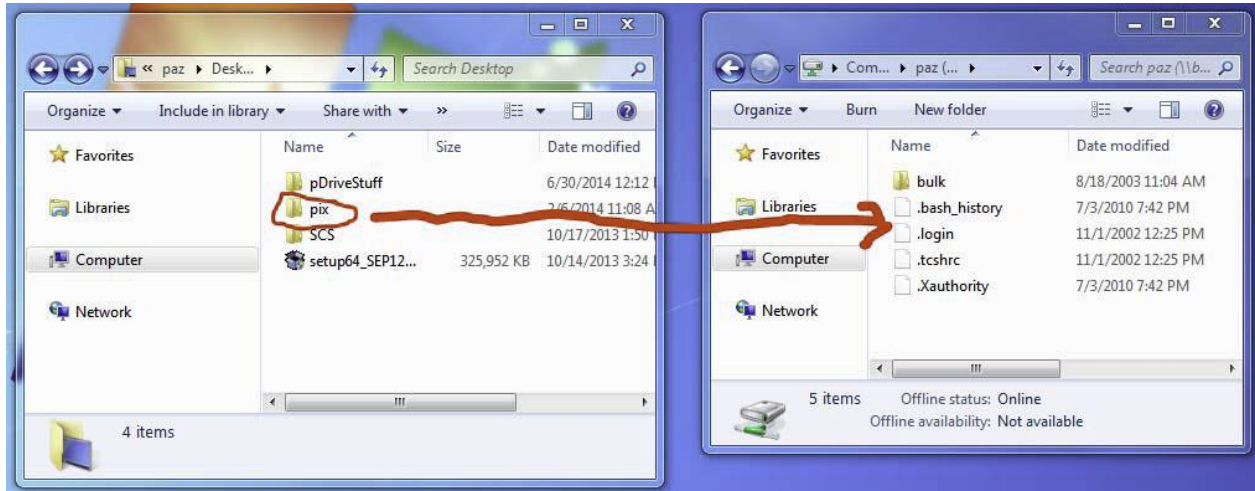 « paz ▸ Desk... ▸
Search Desktop
Organize
Include in library
Share with
»
Favorites
Libraries
Computer
Network
Name
Size
Date modified
pDriveStuff
6/30/2014 12:12
pix
2/6/2014 11:08 A
SCS
10/17/2013 1:50
setup64_SEP12...
325,952 KB
10/14/2013 3:24
4 items
▸ Com... ▸ paz (... ▸
Search paz (\\b...
Organize
Burn
New folder
Favorites
Libraries
Computer
Network
Name
Date modified
bulk
8/18/2003 11:04 AM
.bash_history
7/3/2010 7:42 PM
.login
11/1/2002 12:25 PM
.tcshrc
11/1/2002 12:25 PM
.Xauthority
7/3/2010 7:42 PM
5 items
Offline status: Online
Offline availability: Not available